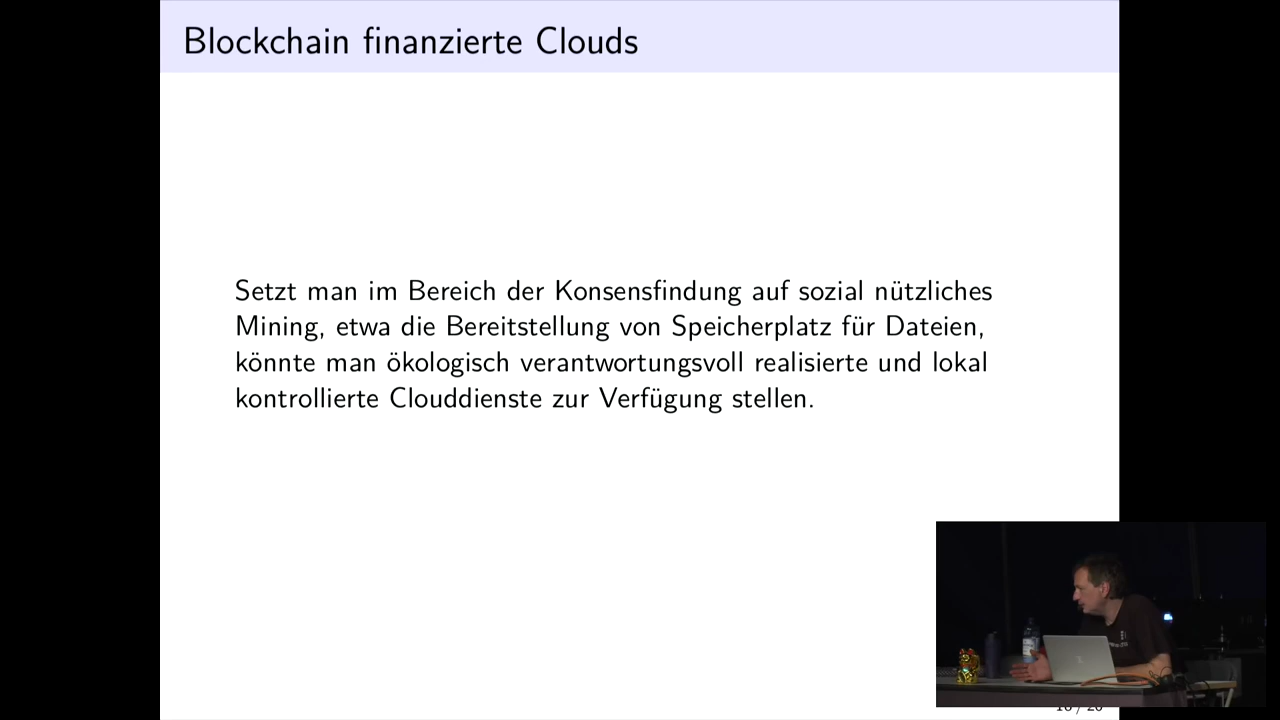 Blockchain finanzierte Clouds
Setzt man im Bereich der Konsensfindung auf sozial nützliches
Mining, etwa die Bereitstellung von Speicherplatz für Dateien,
könnte man ökologisch verantwortungsvoll realisierte und lokal
kontrollierte Clouddienste zur Verfügung stellen.